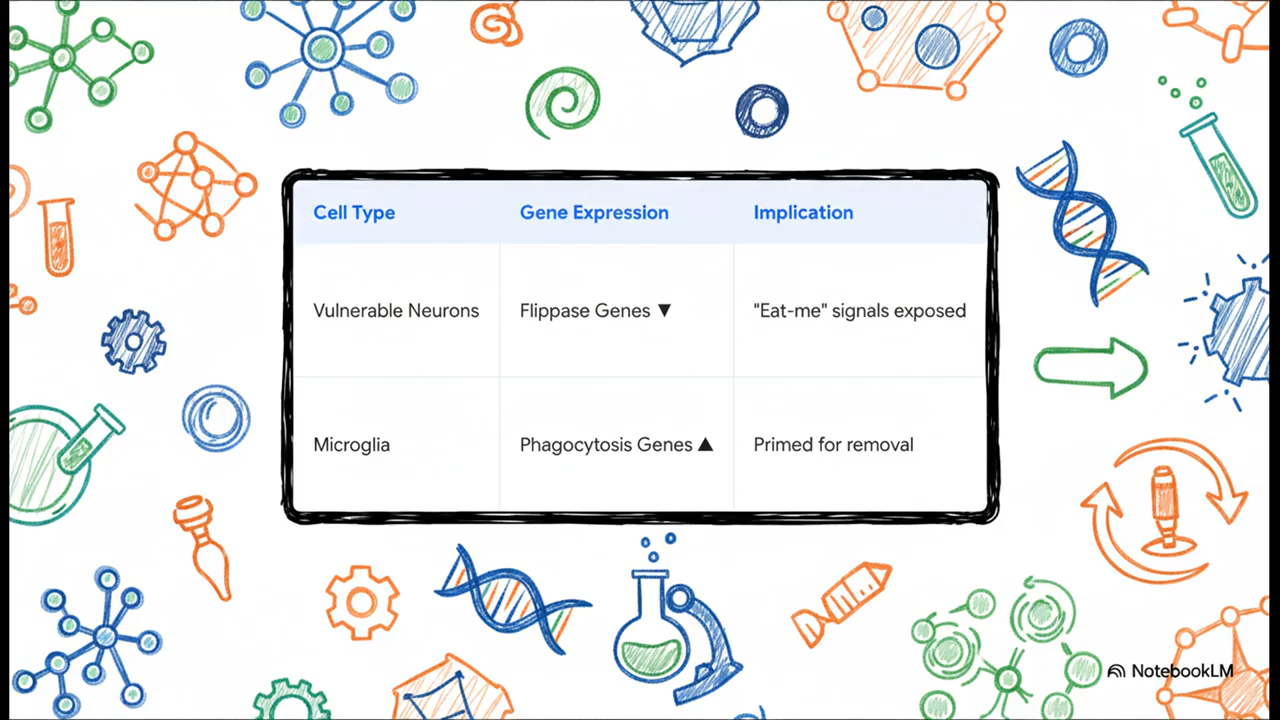 Cell Type Gene Expression Implication
Vulnerable Neurons Flippase Genes ▼ "Eat-me" signals exposed
Microglia Phagocytosis Genes ▲ Primed for removal
NotebookLM